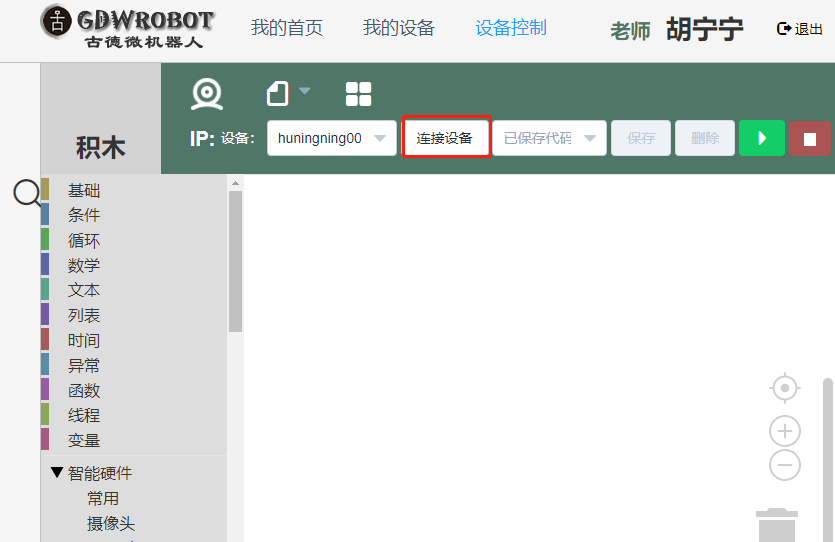 GDWROBOT
古德微机器人
我的首页 我的设备 设备控制 老师 胡宁宁 退出
积木
IP: 设备: huningning00 连接设备 已保存代码 保存 删除
基础
条件
循环
数学
文本
列表
时间
异常
函数
线程
变量
智能硬件
常用
摄像头